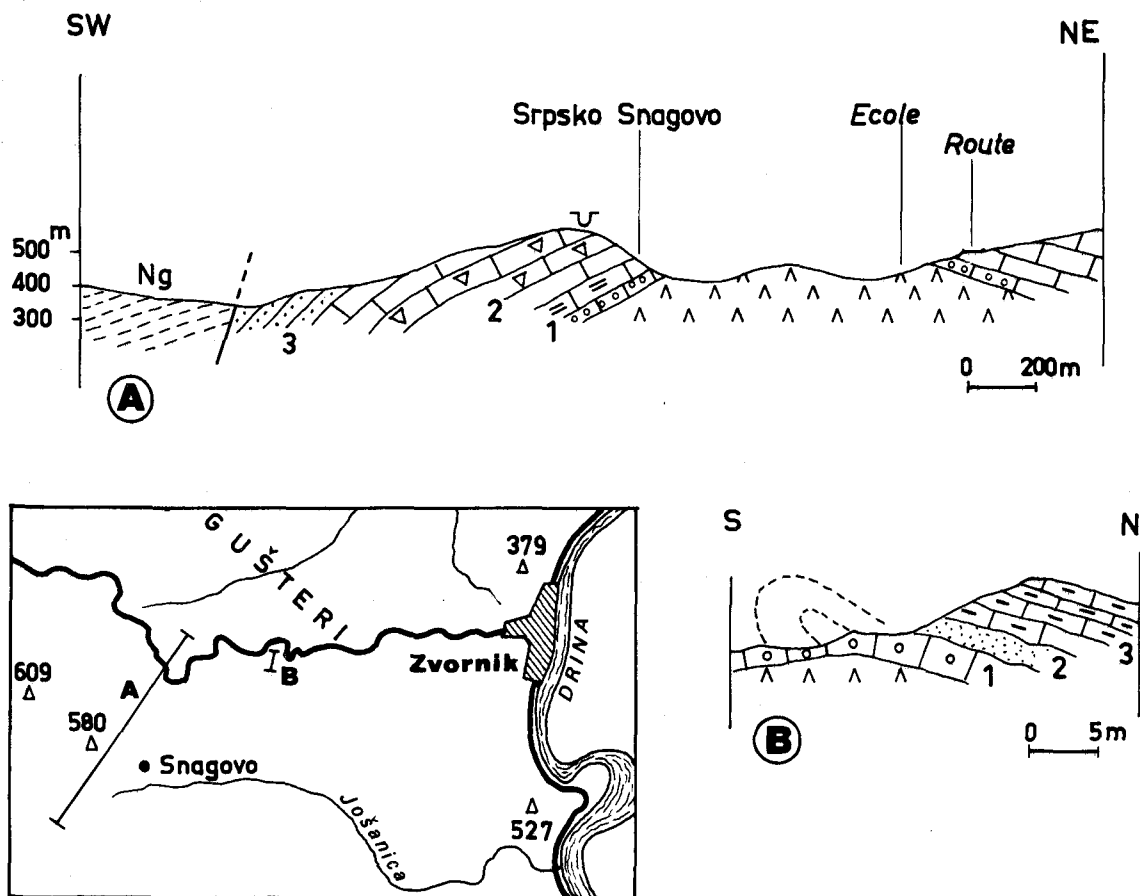 SW
NE
Srpsko Snagovo
Ecole
Route
500 m
400
300
Ng
3
2
1
0 200m
A
GUŠTERI
379
Zvornik
DRINA
609
A
B
580
Snagovo
Jošanica
527
S
N
1
2
3
B
0 5m